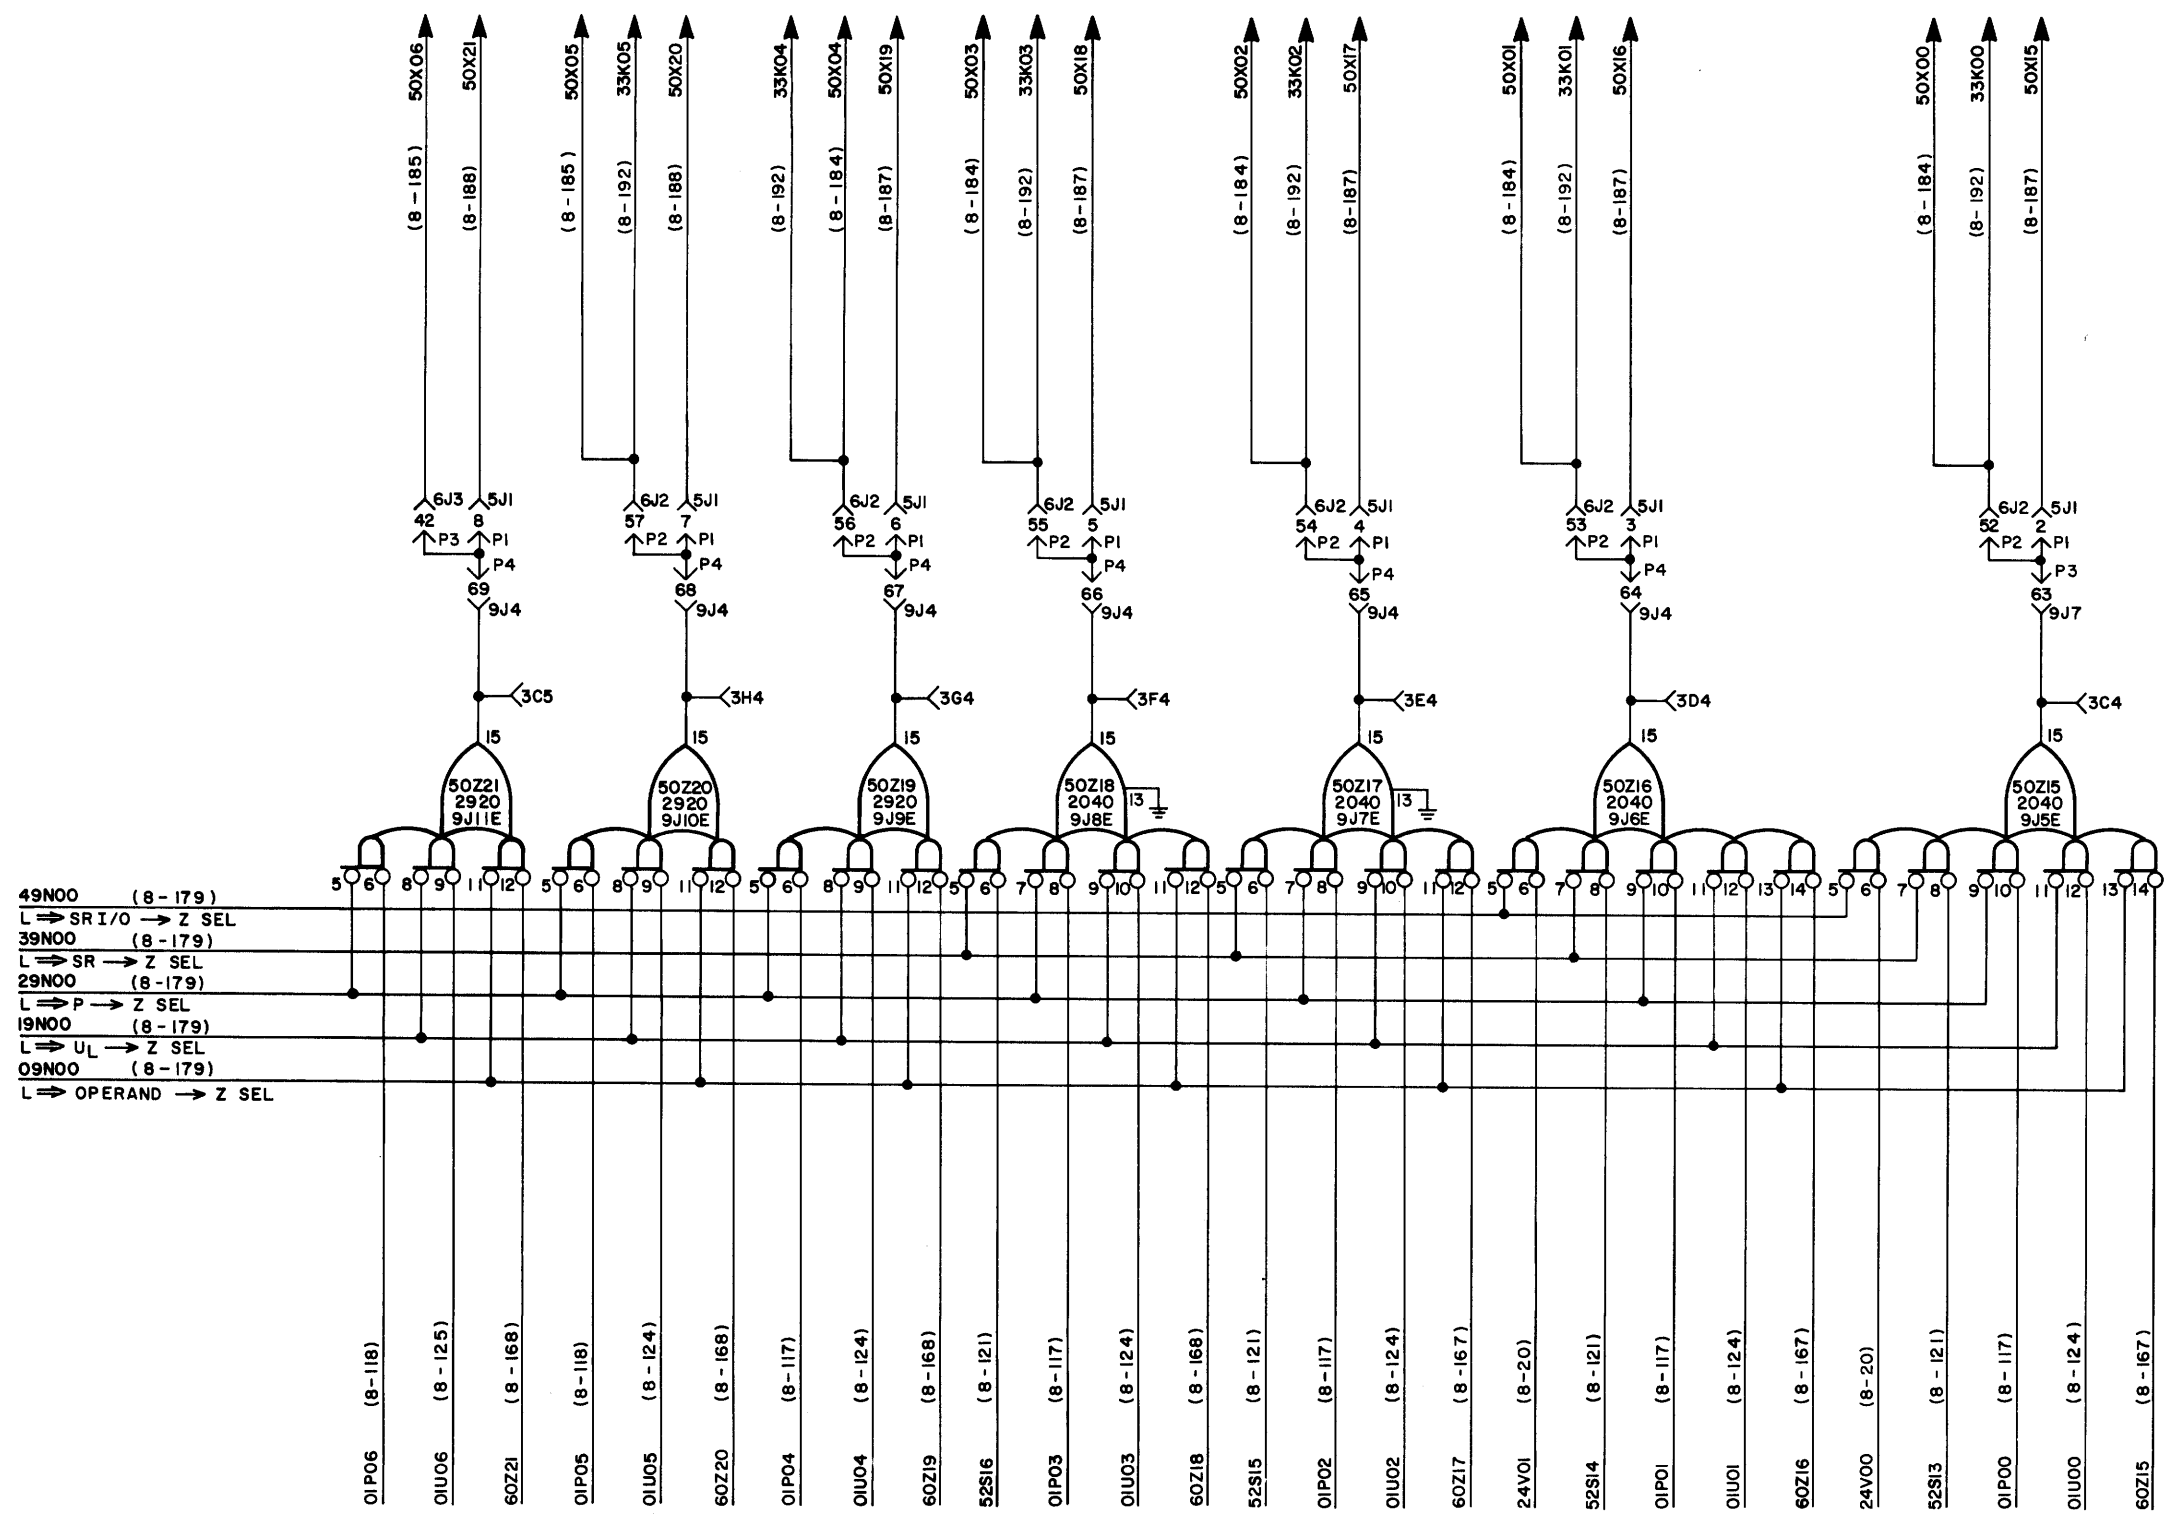 50X06 50X21 50X05 33K05 50X20 33K04 50X04 50X19 50X03 33K03 50X18 50X02 33K02 50X17 50X01 33K01 50X16 50X00 33K00 50X15
(8-185) (8-188) (8-185) (8-192) (8-188) (8-192) (8-184) (8-187) (8-184) (8-192) (8-187) (8-184) (8-192) (8-187) (8-184) (8-192) (8-187) (8-184) (8-192) (8-187)
6J3 5J1 6J2 5J1 6J2 5J1 6J2 5J1 6J2 5J1 6J2 5J1 6J2 5J1
42 8 57 7 56 6 55 5 54 4 53 3 52 2
P3 P1 P2 P1 P2 P1 P2 P1 P2 P1 P2 P1 P2 P1
P4 P4 P4 P4 P4 P4 P3
69 68 67 66 65 64 63
9J4 9J4 9J4 9J4 9J4 9J4 9J7
3C5 3H4 3G4 3F4 3E4 3D4 3C4
15 15 15 15 15 15 15
50Z21 50Z20 50Z19 50Z18 50Z17 50Z16 50Z15
2920 2920 2920 2040 13 2040 13 2040 2040
9J11E 9J10E 9J9E 9J8E 9J7E 9J6E 9J5E
5 6 8 9 11 12 5 6 8 9 11 12 5 6 8 9 11 12 5 6 7 8 9 10 11 12 5 6 7 8 9 10 11 12 5 6 7 8 9 10 11 12 13 14 5 6 7 8 9 10 11 12 13 14
49N00 (8-179)
L ⇒ SR I/O → Z SEL
39N00 (8-179)
L ⇒ SR → Z SEL
29N00 (8-179)
L ⇒ P → Z SEL
19N00 (8-179)
L ⇒ UL → Z SEL
09N00 (8-179)
L ⇒ OPERAND → Z SEL
(8-118) (8-125) (8-168) (8-118) (8-124) (8-168) (8-117) (8-124) (8-168) (8-121) (8-117) (8-124) (8-168) (8-121) (8-117) (8-124) (8-167) (8-20) (8-121) (8-117) (8-124) (8-167) (8-20) (8-121) (8-117) (8-124) (8-167)
01P06 01U06 60Z21 01P05 01U05 60Z20 01P04 01U04 60Z19 52S16 01P03 01U03 60Z18 52S15 01P02 01U02 60Z17 24V01 52S14 01P01 01U01 60Z16 24V00 52S13 01P00 01U00 60Z15